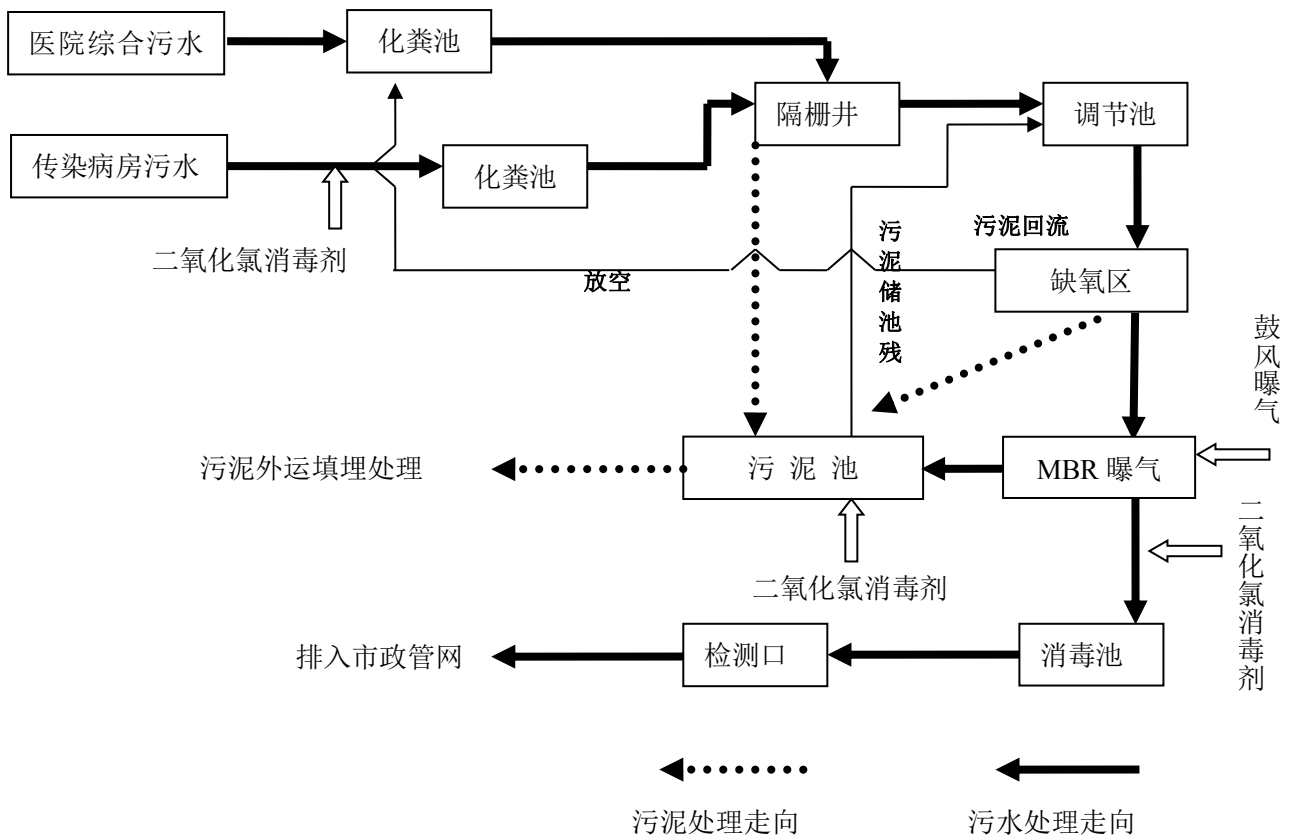 医院综合污水
化粪池
隔栅井
调节池
传染病房污水
化粪池
二氧化氯消毒剂
放空
污泥储池残
污泥回流
缺氧区
鼓风曝气
污泥外运填埋处理
污 泥 池
MBR 曝气
二氧化氯消毒剂
二氧化氯消毒剂
排入市政管网
检测口
消毒池
污泥处理走向
污水处理走向